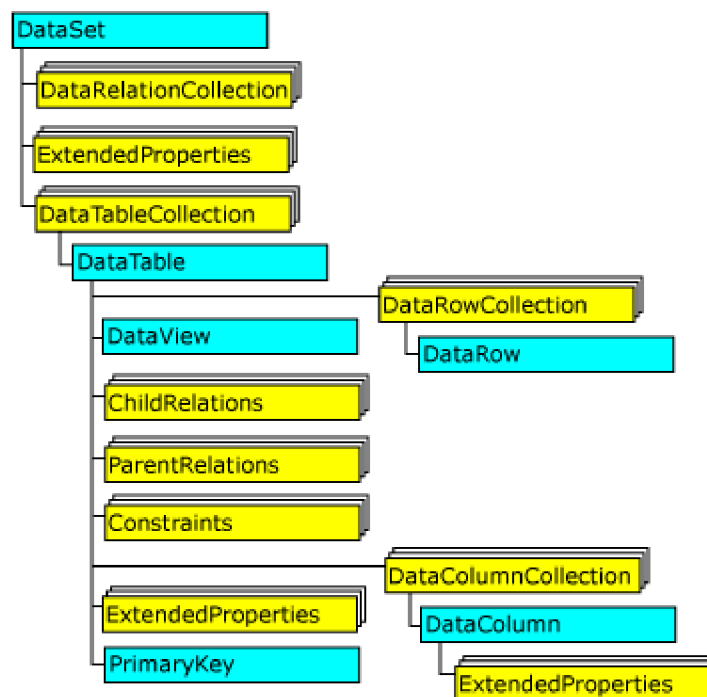 DataSet
DataRelationCollection
ExtendedProperties
DataTableCollection
DataTable
DataRowCollection
DataView
DataRow
ChildRelations
ParentRelations
Constraints
DataColumnCollection
ExtendedProperties
DataColumn
PrimaryKey
ExtendedProperties